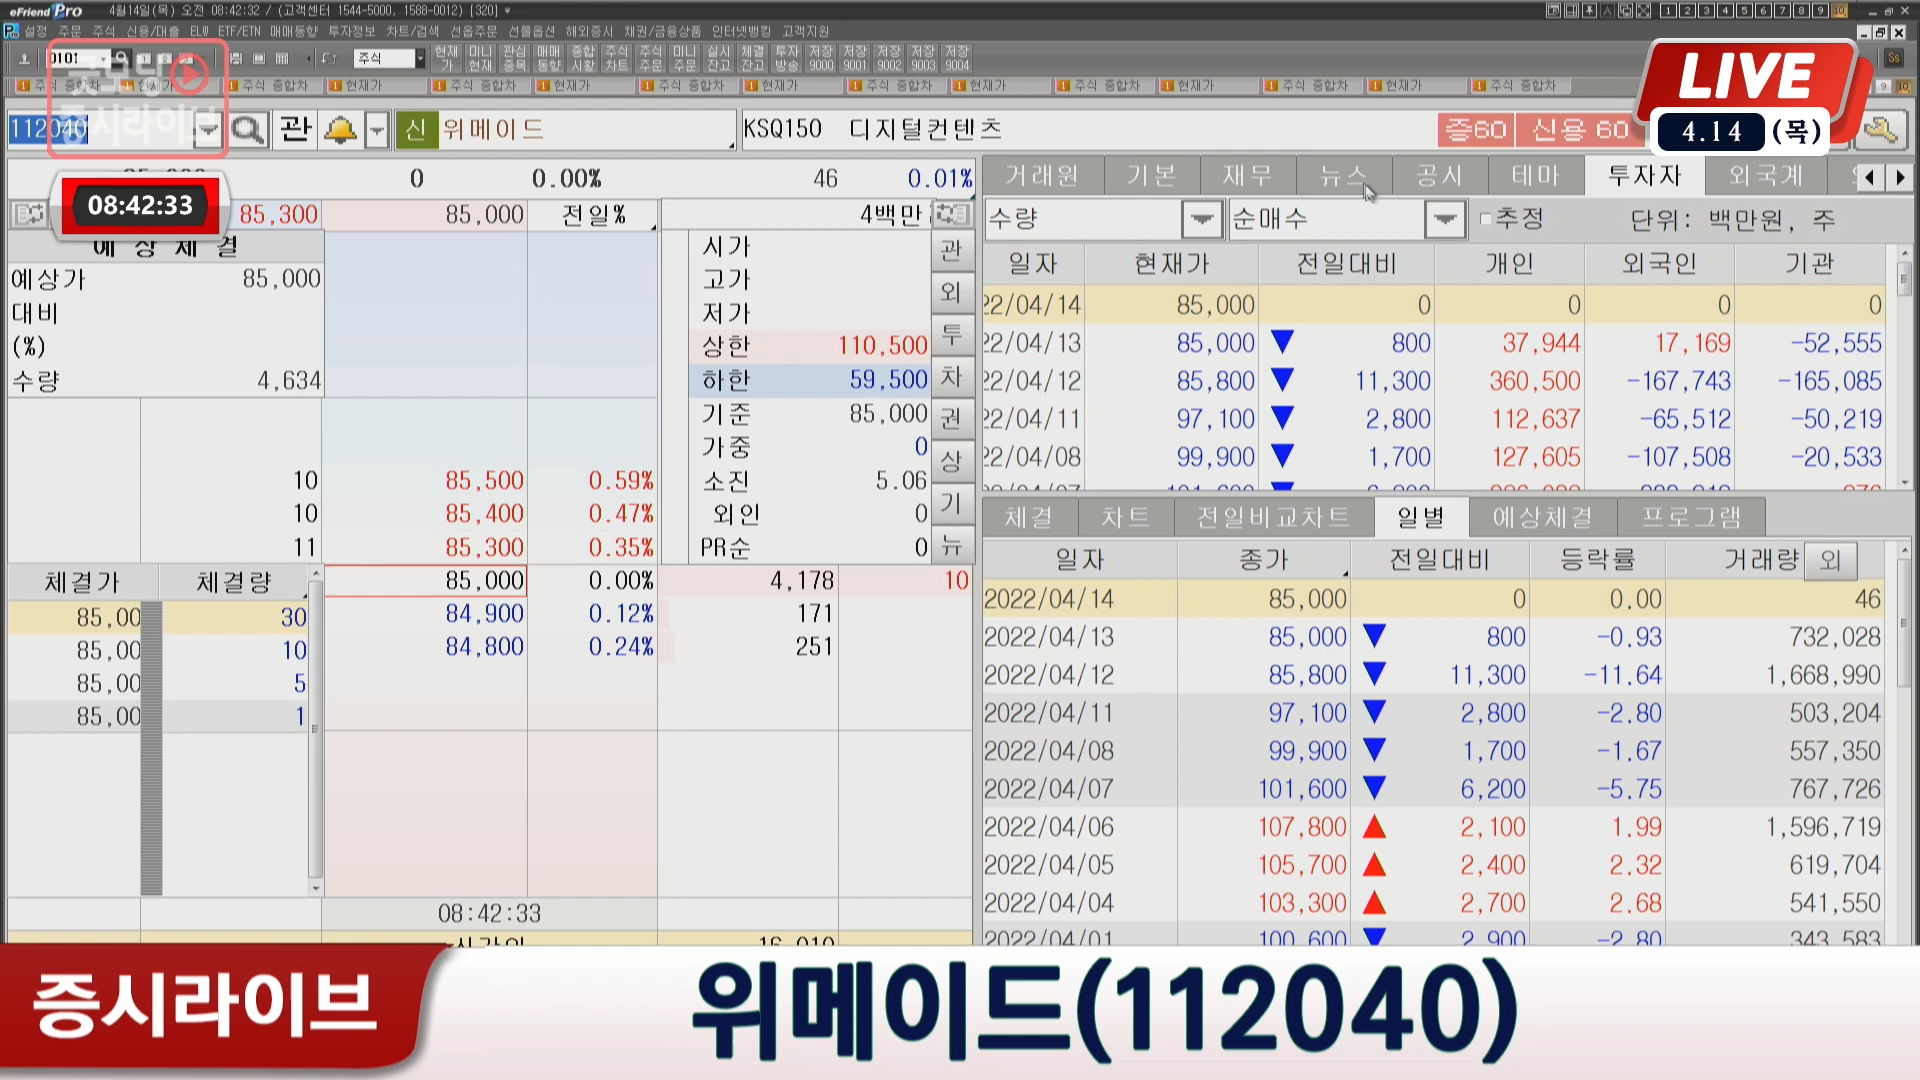 eFriend Pro 4월14일(목) 오전 08:42:32 / (고객센터 1544-5000, 1588-0012) [320]
1 2 3 4 5 6 7 8 9 10
설정 주문 주식 신용/대출 ELW ETF/ETN 매매동향 투자정보 차트/검색 선옵주문 선물옵션 해외증시 채권/금융상품 인터넷뱅킹 고객지원
0101 주식 현재가 미니현재 관심종목 매매동향 종합시황 주식차트 주식주문 미니주문 실시잔고 체결잔고 투자방송 저장9000 저장9001 저장9002 저장9003 저장9004
주식 종합차 현재가 주식 종합차 현재가 주식 종합차 현재가 주식 종합차 현재가 주식 종합차 현재가 주식 종합차 현재가 주식 종합차
LIVE
4.14 (목)
증시라이브
112040 관 신 위메이드 KSQ150 디지털컨텐츠 증60 신용 60
0 0.00% 46 0.01%
08:42:33
85,300 85,000 전일% 4백만
예상체결
예상가 85,000
대비
(%)
수량 4,634
시가
고가
저가
상한 110,500
하한 59,500
기준 85,000
가중 0
소진 5.06
외인 0
PR순 0
관
외
투
차
권
상
기
뉴
10 85,500 0.59%
10 85,400 0.47%
11 85,300 0.35%
체결가 체결량 85,000 0.00% 4,178 10
85,00 30 84,900 0.12% 171
85,00 10 84,800 0.24% 251
85,00 5
85,00 1
08:42:33
16,010
거래원 기본 재무 뉴스 공시 테마 투자자 외국계
수량 순매수 추정 단위: 백만원, 주
일자 현재가 전일대비 개인 외국인 기관
22/04/14 85,000 0 0 0 0
22/04/13 85,000 ▼ 800 37,944 17,169 -52,555
22/04/12 85,800 ▼ 11,300 360,500 -167,743 -165,085
22/04/11 97,100 ▼ 2,800 112,637 -65,512 -50,219
22/04/08 99,900 ▼ 1,700 127,605 -107,508 -20,533
체결 차트 전일비교차트 일별 예상체결 프로그램
일자 종가 전일대비 등락률 거래량 외
2022/04/14 85,000 0 0.00 46
2022/04/13 85,000 ▼ 800 -0.93 732,028
2022/04/12 85,800 ▼ 11,300 -11.64 1,668,990
2022/04/11 97,100 ▼ 2,800 -2.80 503,204
2022/04/08 99,900 ▼ 1,700 -1.67 557,350
2022/04/07 101,600 ▼ 6,200 -5.75 767,726
2022/04/06 107,800 ▲ 2,100 1.99 1,596,719
2022/04/05 105,700 ▲ 2,400 2.32 619,704
2022/04/04 103,300 ▲ 2,700 2.68 541,550
2022/04/01 100,600 ▼ 2,900 -2.80 343,583
증시라이브
위메이드(112040)